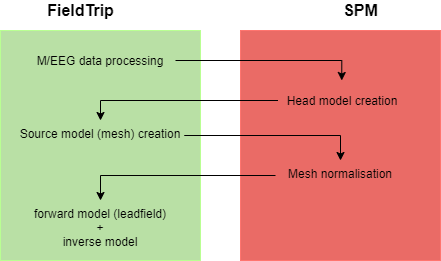 FieldTrip
SPM
M/EEG data processing
Head model creation
Source model (mesh) creation
Mesh normalisation
forward model (leadfield)
+
inverse model